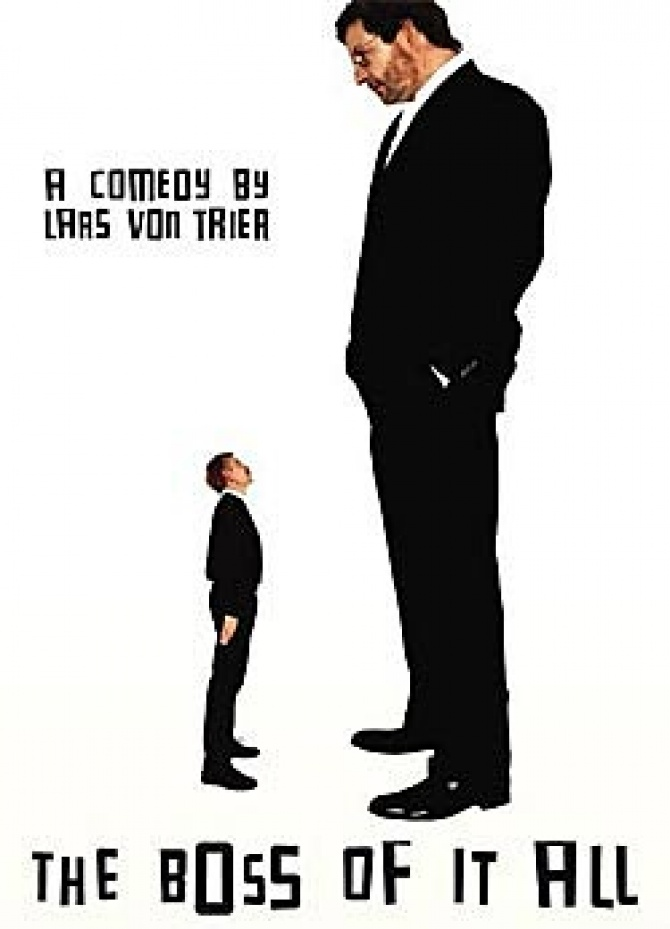 A COMEDY BY
LARS VON TRIER
THE BOSS OF IT ALL